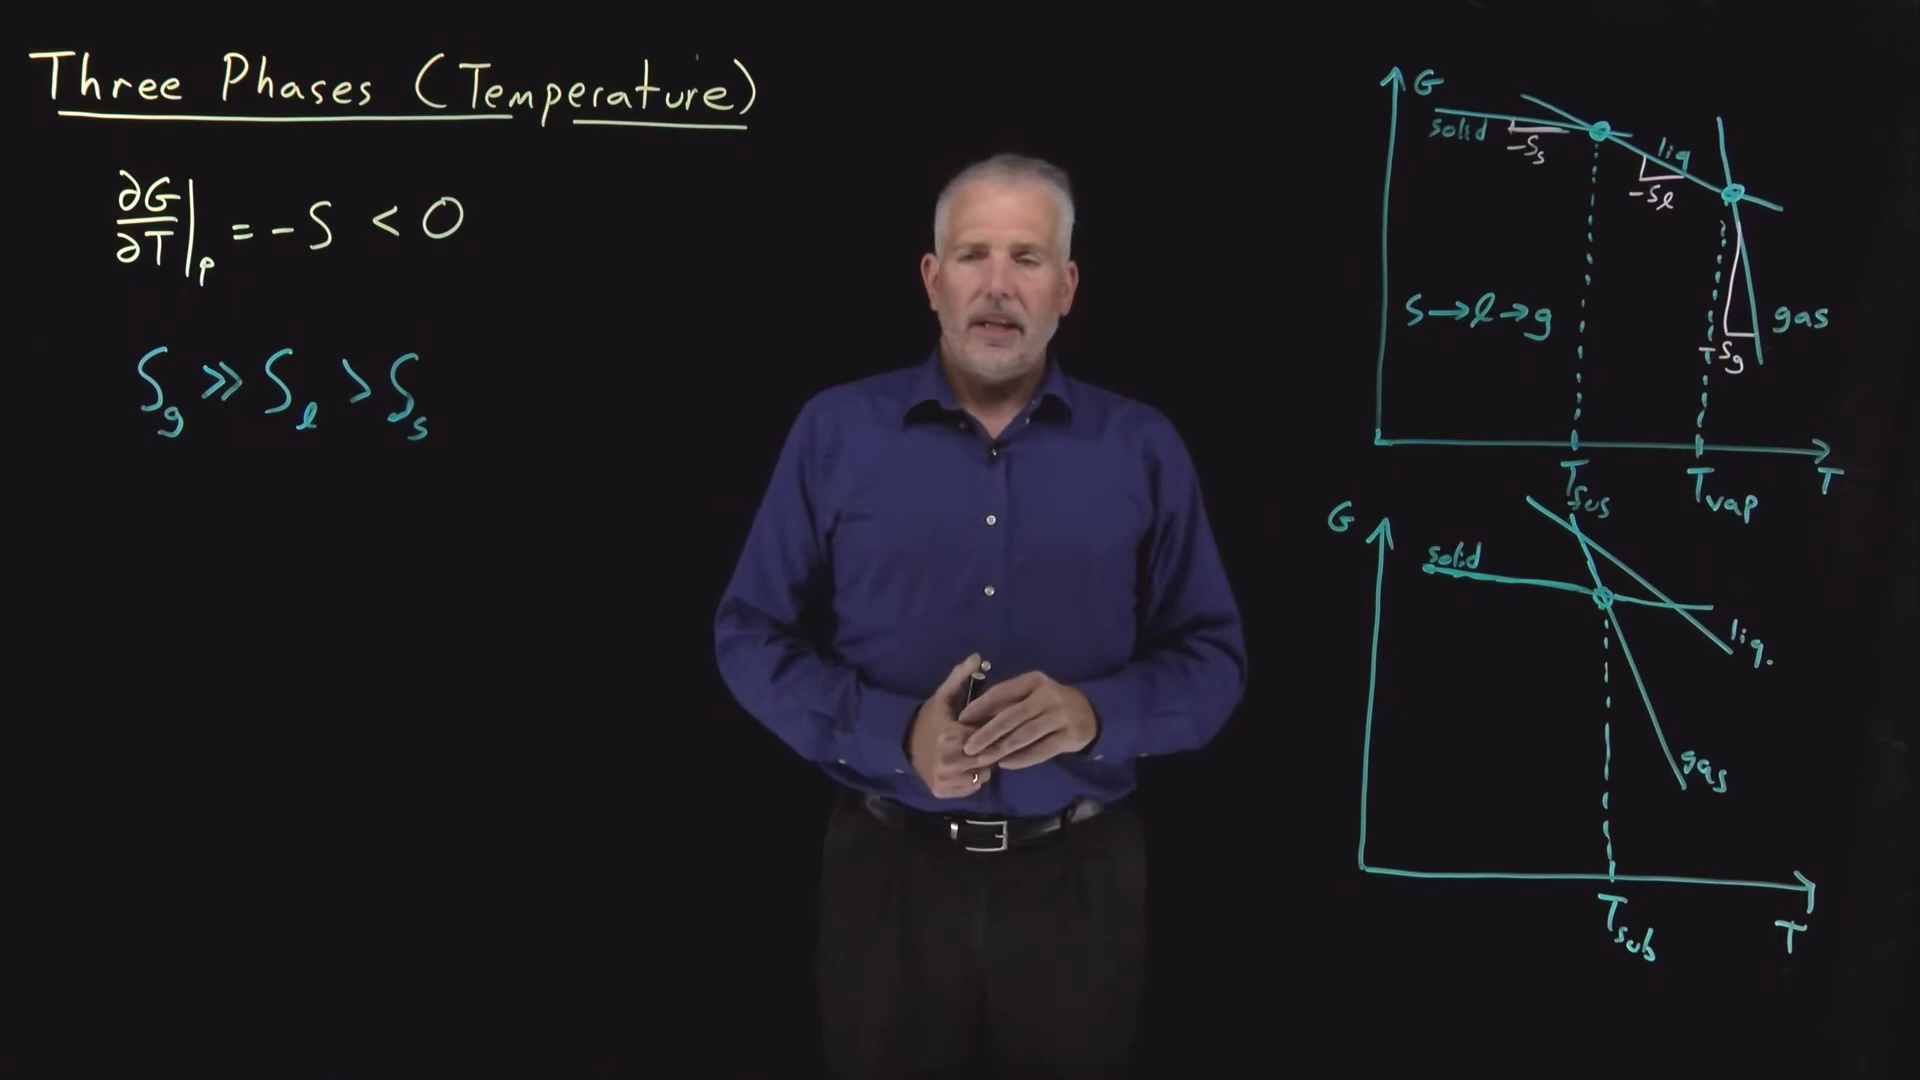 Three Phases (Temperature)
∂G/∂T|p = -S < 0
Sg ≫ Sℓ > Ss
G
solid
-Ss
liq
-Sℓ
S→ℓ→g
gas
-Sg
Tfus
Tvap
T
G
solid
liq.
gas
Tsub
T